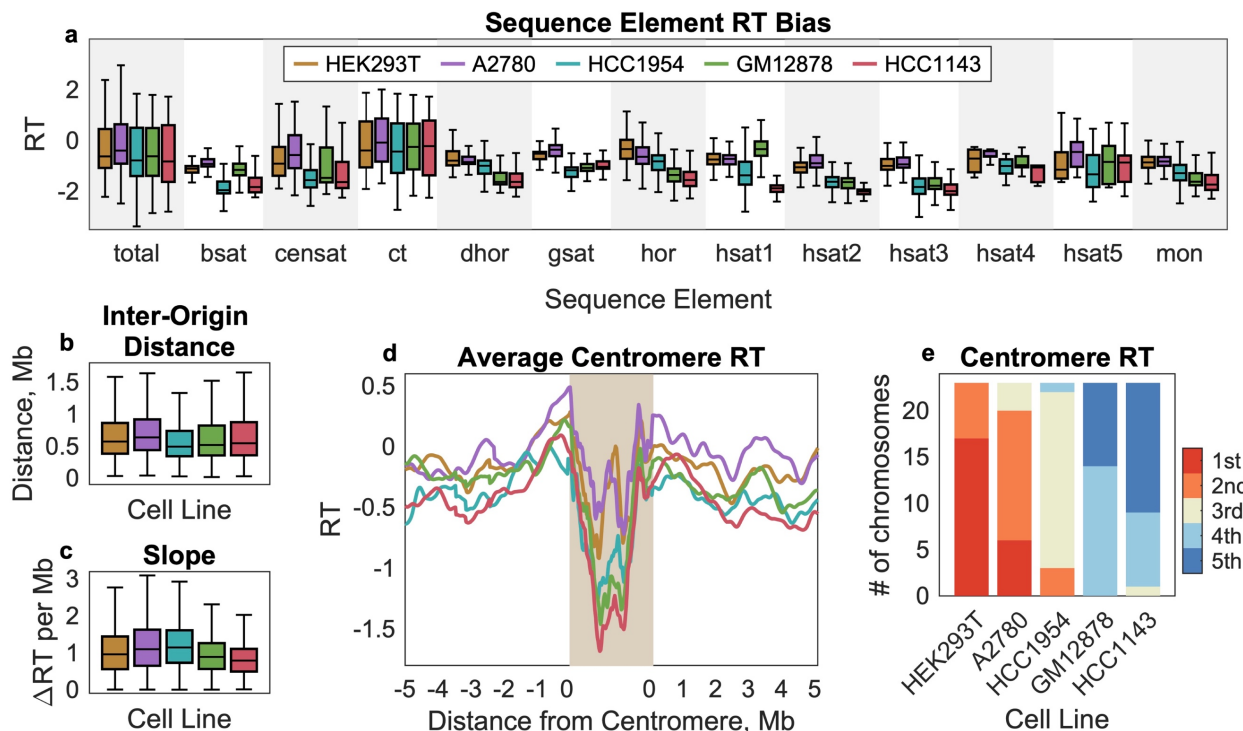 a
Sequence Element RT Bias
HEK293T A2780 HCC1954 GM12878 HCC1143
RT
2
0
-2
total bsat censat ct dhor gsat hor hsat1 hsat2 hsat3 hsat4 hsat5 mon
Sequence Element
b
Inter-Origin
Distance
Distance, Mb
1.5
1
0.5
0
Cell Line
c
Slope
ΔRT per Mb
3
2
1
0
Cell Line
d
Average Centromere RT
RT
0.5
0
-0.5
-1
-1.5
-5 -4 -3 -2 -1 0 0 1 2 3 4 5
Distance from Centromere, Mb
e
Centromere RT
# of chromosomes
20
15
10
5
0
HEK293T
A2780
HCC1954
GM12878
HCC1143
Cell Line
1st
2nd
3rd
4th
5th